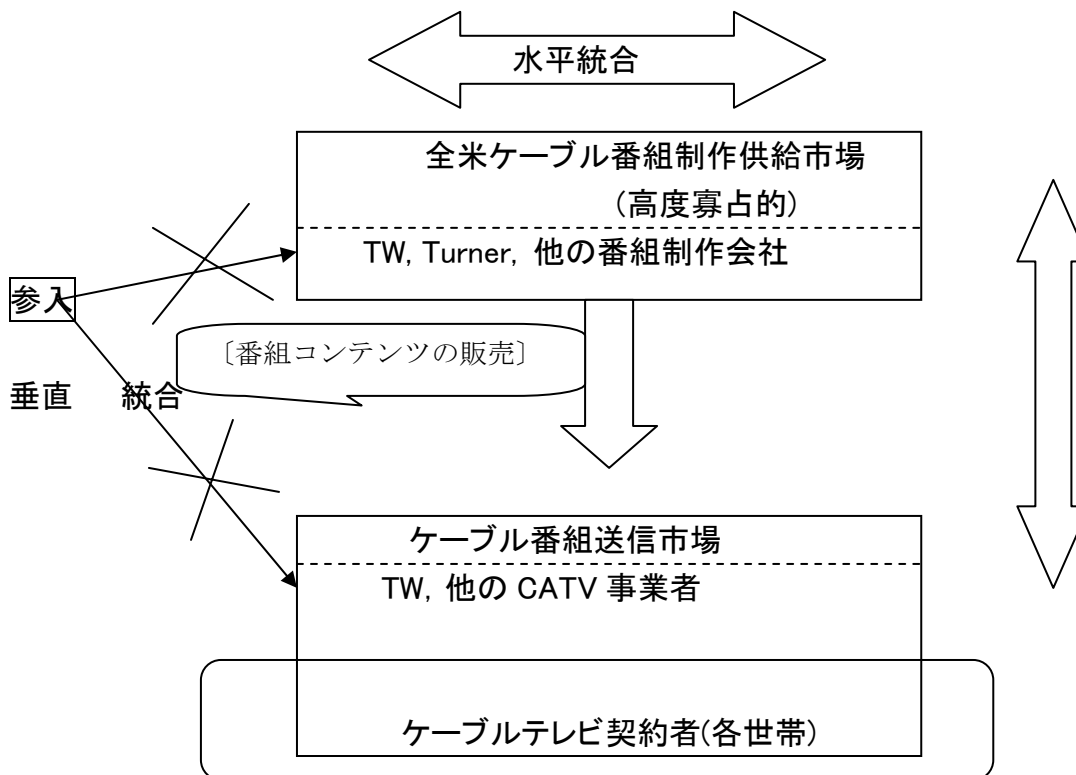 水平統合
全米ケーブル番組制作供給市場
(高度寡占的)
TW, Turner, 他の番組制作会社
参入
〔番組コンテンツの販売〕
垂直 統合
ケーブル番組送信市場
TW, 他の CATV 事業者
ケーブルテレビ契約者(各世帯)